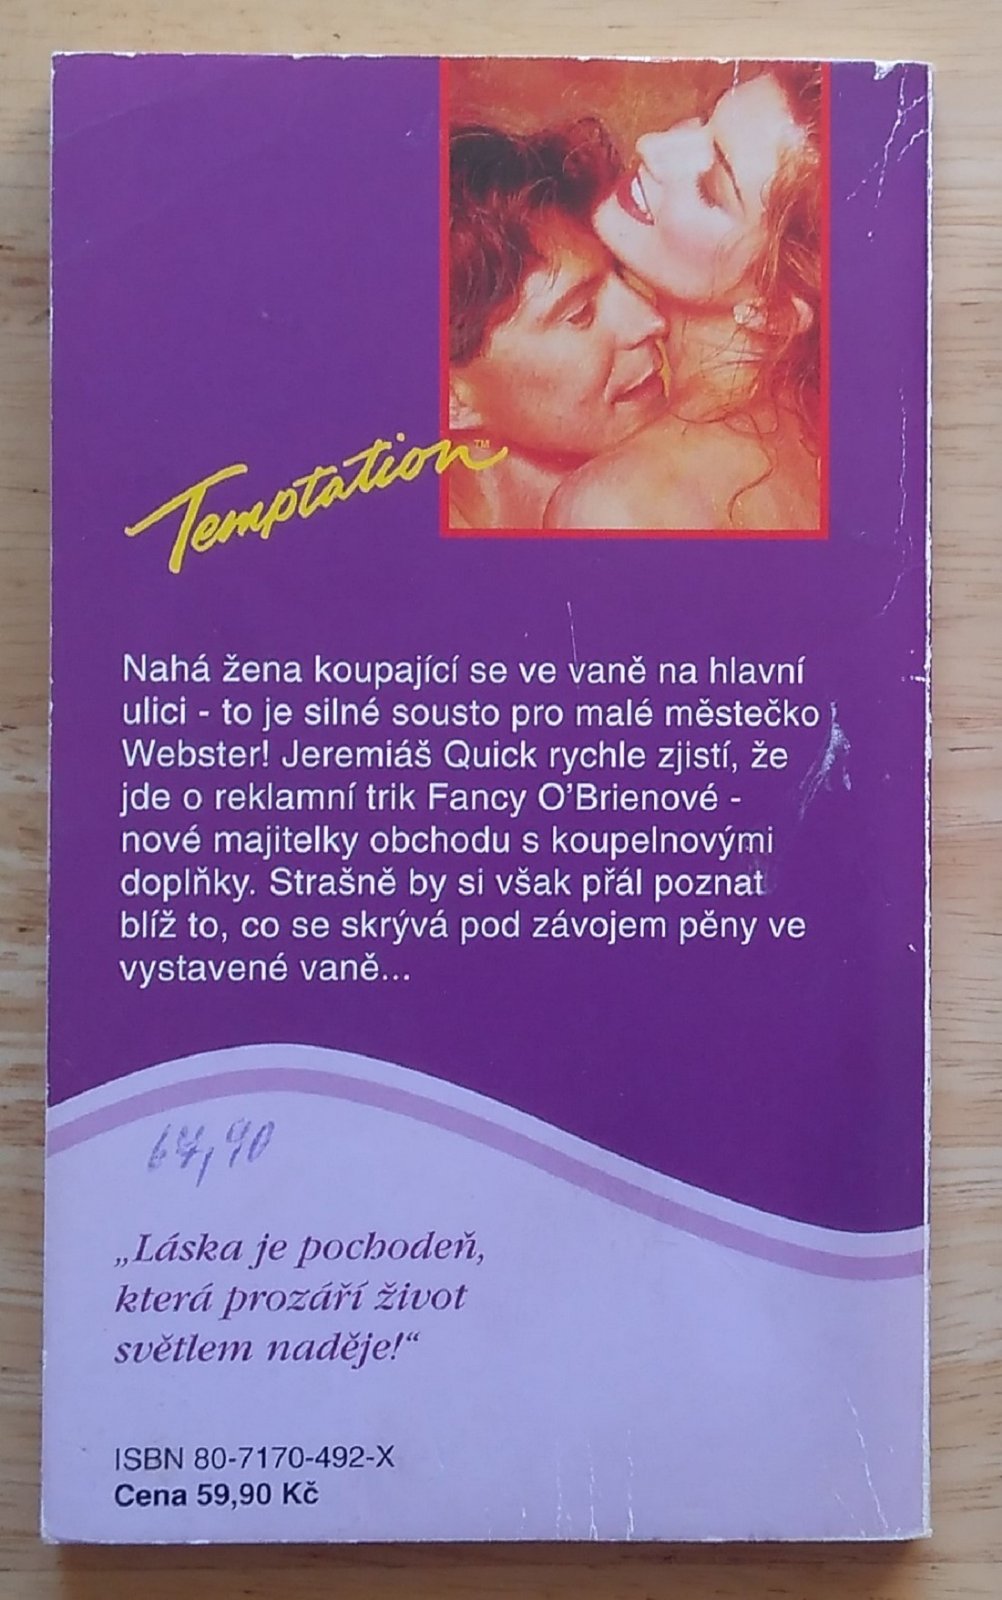 Temptation™
Nahá žena koupající se ve vaně na hlavní
ulici - to je silné sousto pro malé městečko
Webster! Jeremiáš Quick rychle zjistí, že
jde o reklamní trik Fancy O'Brienové -
nové majitelky obchodu s koupelnovými
doplňky. Strašně by si však přál poznat
blíž to, co se skrývá pod závojem pěny ve
vystavené vaně...
64,90
„Láska je pochodeň,
která prozáří život
světlem naděje!“
ISBN 80-7170-492-X
Cena 59,90 Kč